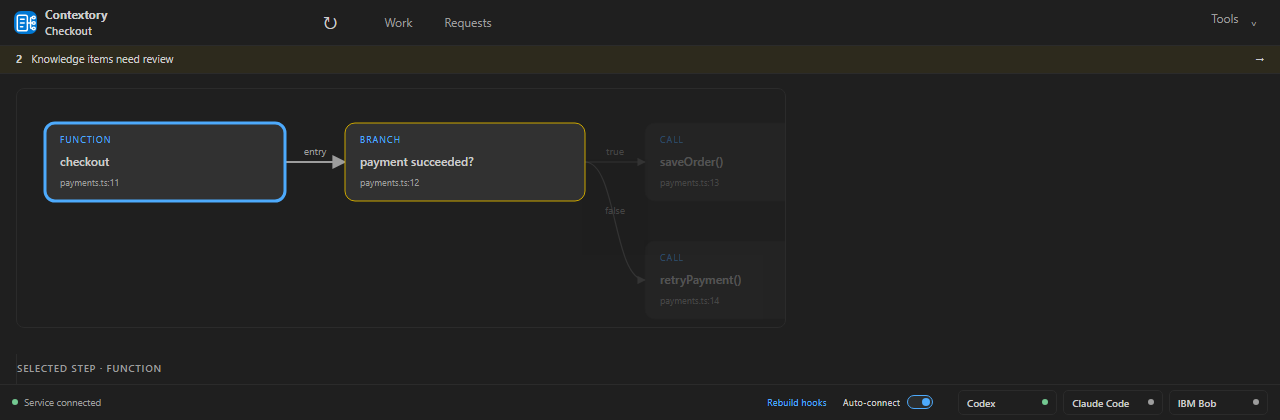 Contextory
Checkout
Work
Requests
Tools
2 Knowledge items need review
FUNCTION
checkout
payments.ts:11
entry
BRANCH
payment succeeded?
payments.ts:12
true
false
CALL
saveOrder()
payments.ts:13
CALL
retryPayment()
payments.ts:14
SELECTED STEP · FUNCTION
Service connected
Rebuild hooks
Auto-connect
Codex
Claude Code
IBM Bob